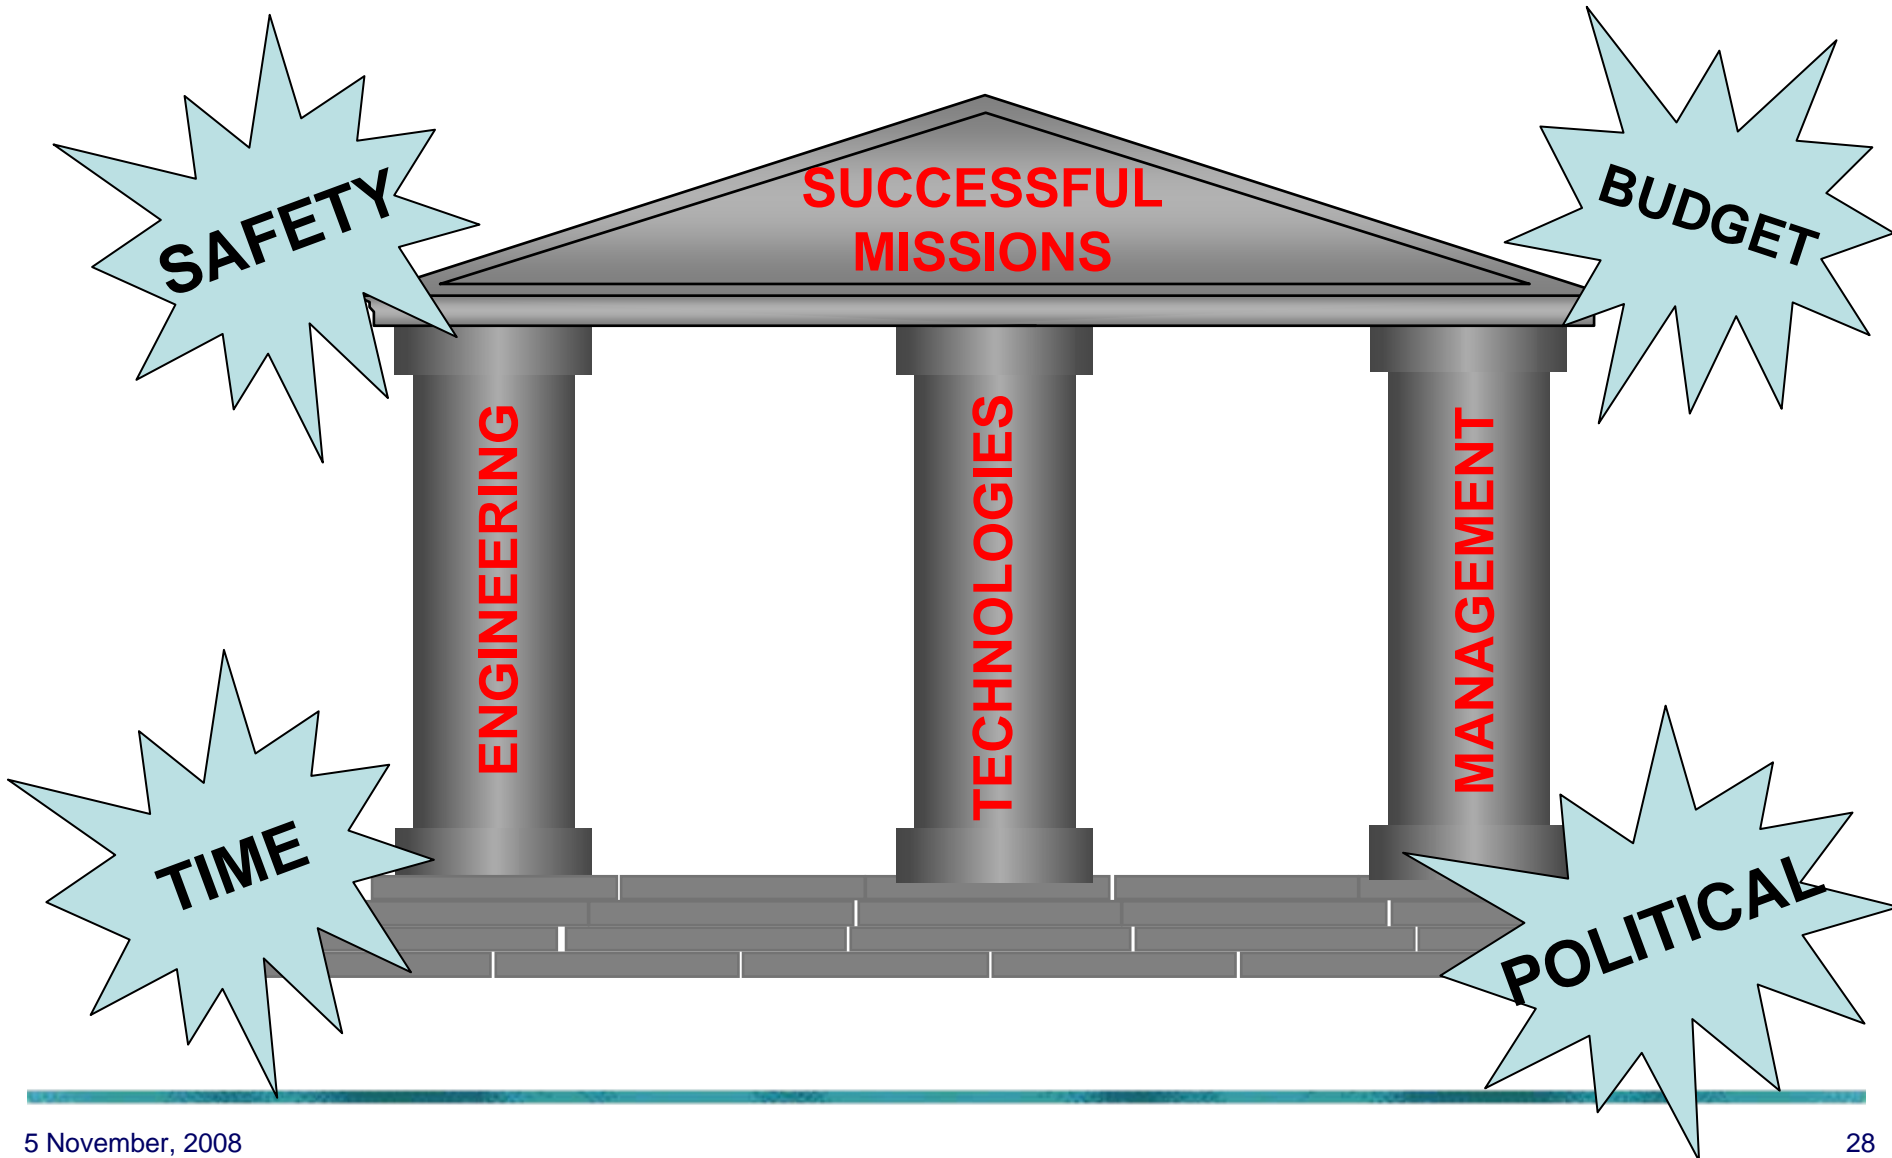 SAFETY
BUDGET
SUCCESSFUL
MISSIONS
ENGINEERING
TECHNOLOGIES
MANAGEMENT
TIME
POLITICAL
5 November, 2008
28